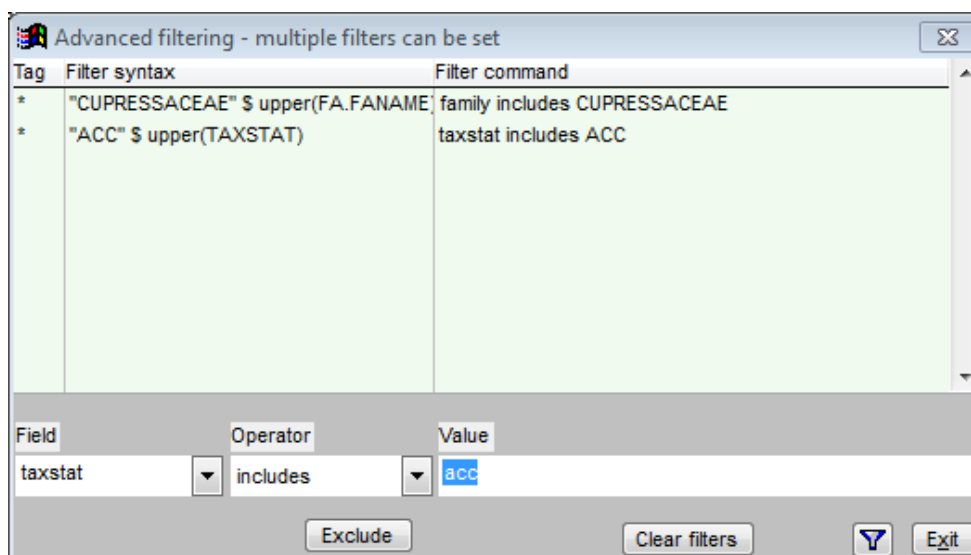 Advanced filtering - multiple filters can be set
Tag Filter syntax Filter command
* "CUPRESSACEAE" $ upper(FA.FANAME) family includes CUPRESSACEAE
* "ACC" $ upper(TAXSTAT) taxstat includes ACC
Field Operator Value
taxstat includes acc
Exclude Clear filters Exit